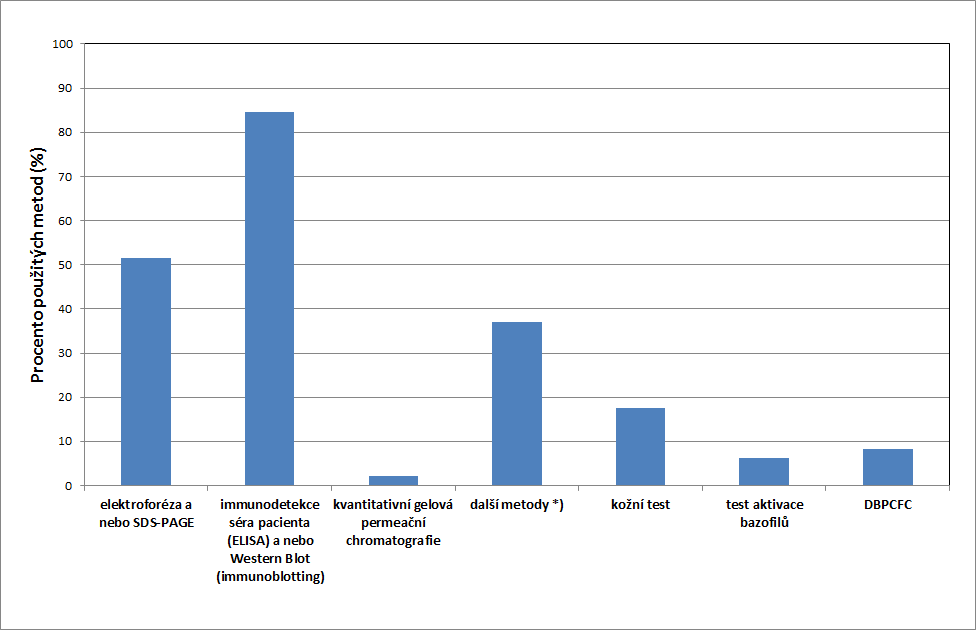 100
90
80
70
60
50
40
30
20
10
0
Procento použitých metod (%)
elektroforéza a
nebo SDS-PAGE
immunodetekce
séra pacienta
(ELISA) a nebo
Western Blot
(immunoblotting)
kvantitativní gelová
permeační
chromatografie
další metody *)
kožní test
test aktivace
bazofilů
DBPCFC